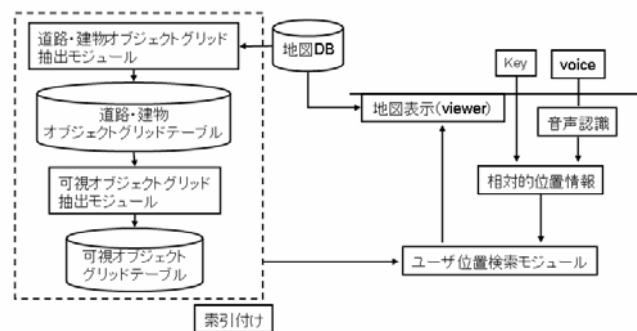 道路・建物オブジェクトグリッド
抽出モジュール
道路・建物
オブジェクトグリッドテーブル
可視オブジェクトグリッド
抽出モジュール
可視オブジェクト
グリッドテーブル
索引付け
地図DB
地図表示(viewer)
Key
voice
音声認識
相対的位置情報
ユーザ位置検索モジュール